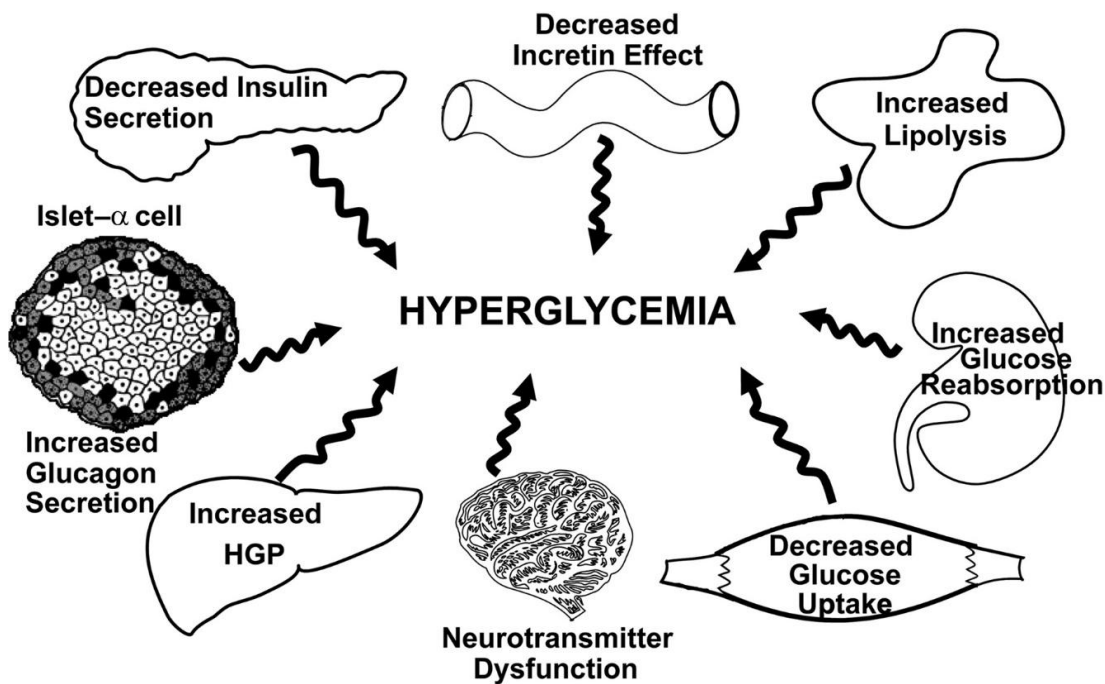 Decreased
Incretin Effect
Decreased Insulin
Secretion
Increased
Lipolysis
Islet–α cell
HYPERGLYCEMIA
Increased
Glucose
Reabsorption
Increased
Glucagon
Secretion
Increased
HGP
Decreased
Glucose
Uptake
Neurotransmitter
Dysfunction